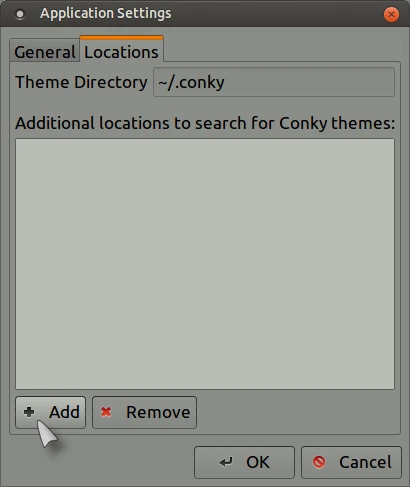 Application Settings
General Locations
Theme Directory ~/.conky
Additional locations to search for Conky themes:
Add Remove
OK Cancel